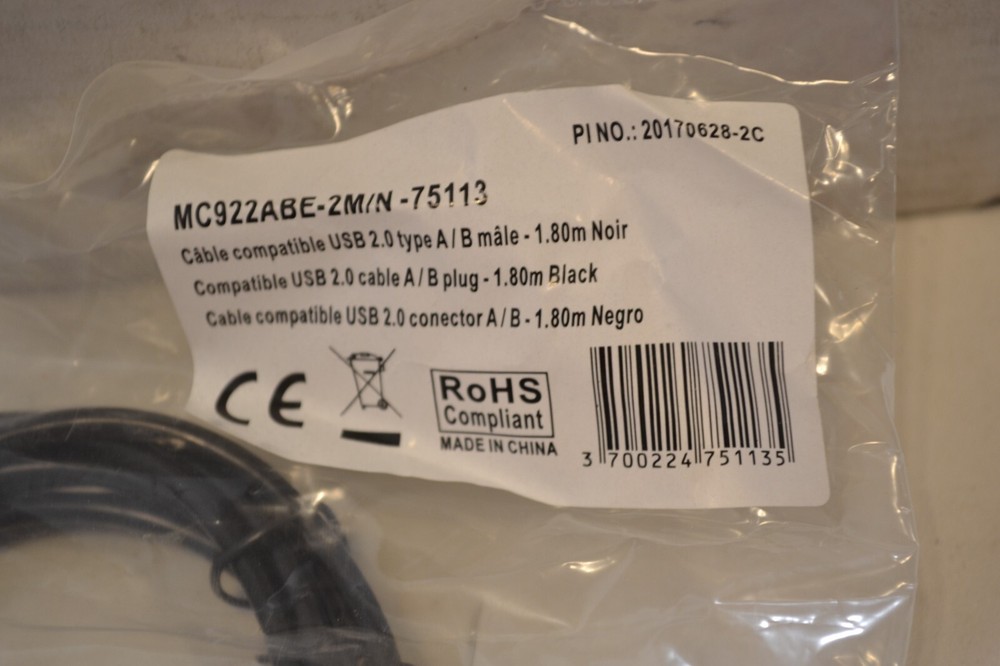 PI NO.: 20170628-2C
MC922ABE-2M/N -75113
Câble compatible USB 2.0 type A / B mâle - 1.80m Noir
Compatible USB 2.0 cable A / B plug - 1.80m Black
Cable compatible USB 2.0 conector A / B - 1.80m Negro
CE
RoHS
Compliant
MADE IN CHINA
3 700224 751135